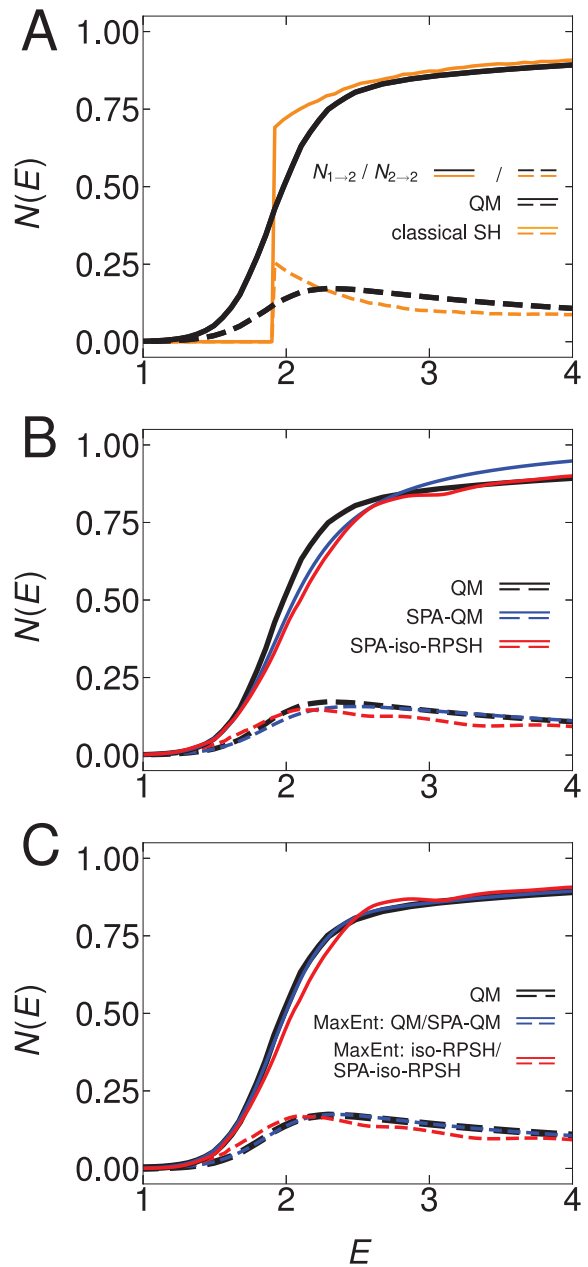 A
1.00
0.75
N(E)
0.50
0.25
0.00
N1→2 / N2→2 /
QM
classical SH
1 2 3 4
B
1.00
0.75
N(E)
0.50
0.25
0.00
QM
SPA-QM
SPA-iso-RPSH
1 2 3 4
C
1.00
0.75
N(E)
0.50
0.25
0.00
QM
MaxEnt: QM/SPA-QM
MaxEnt: iso-RPSH/
SPA-iso-RPSH
1 2 3 4
E